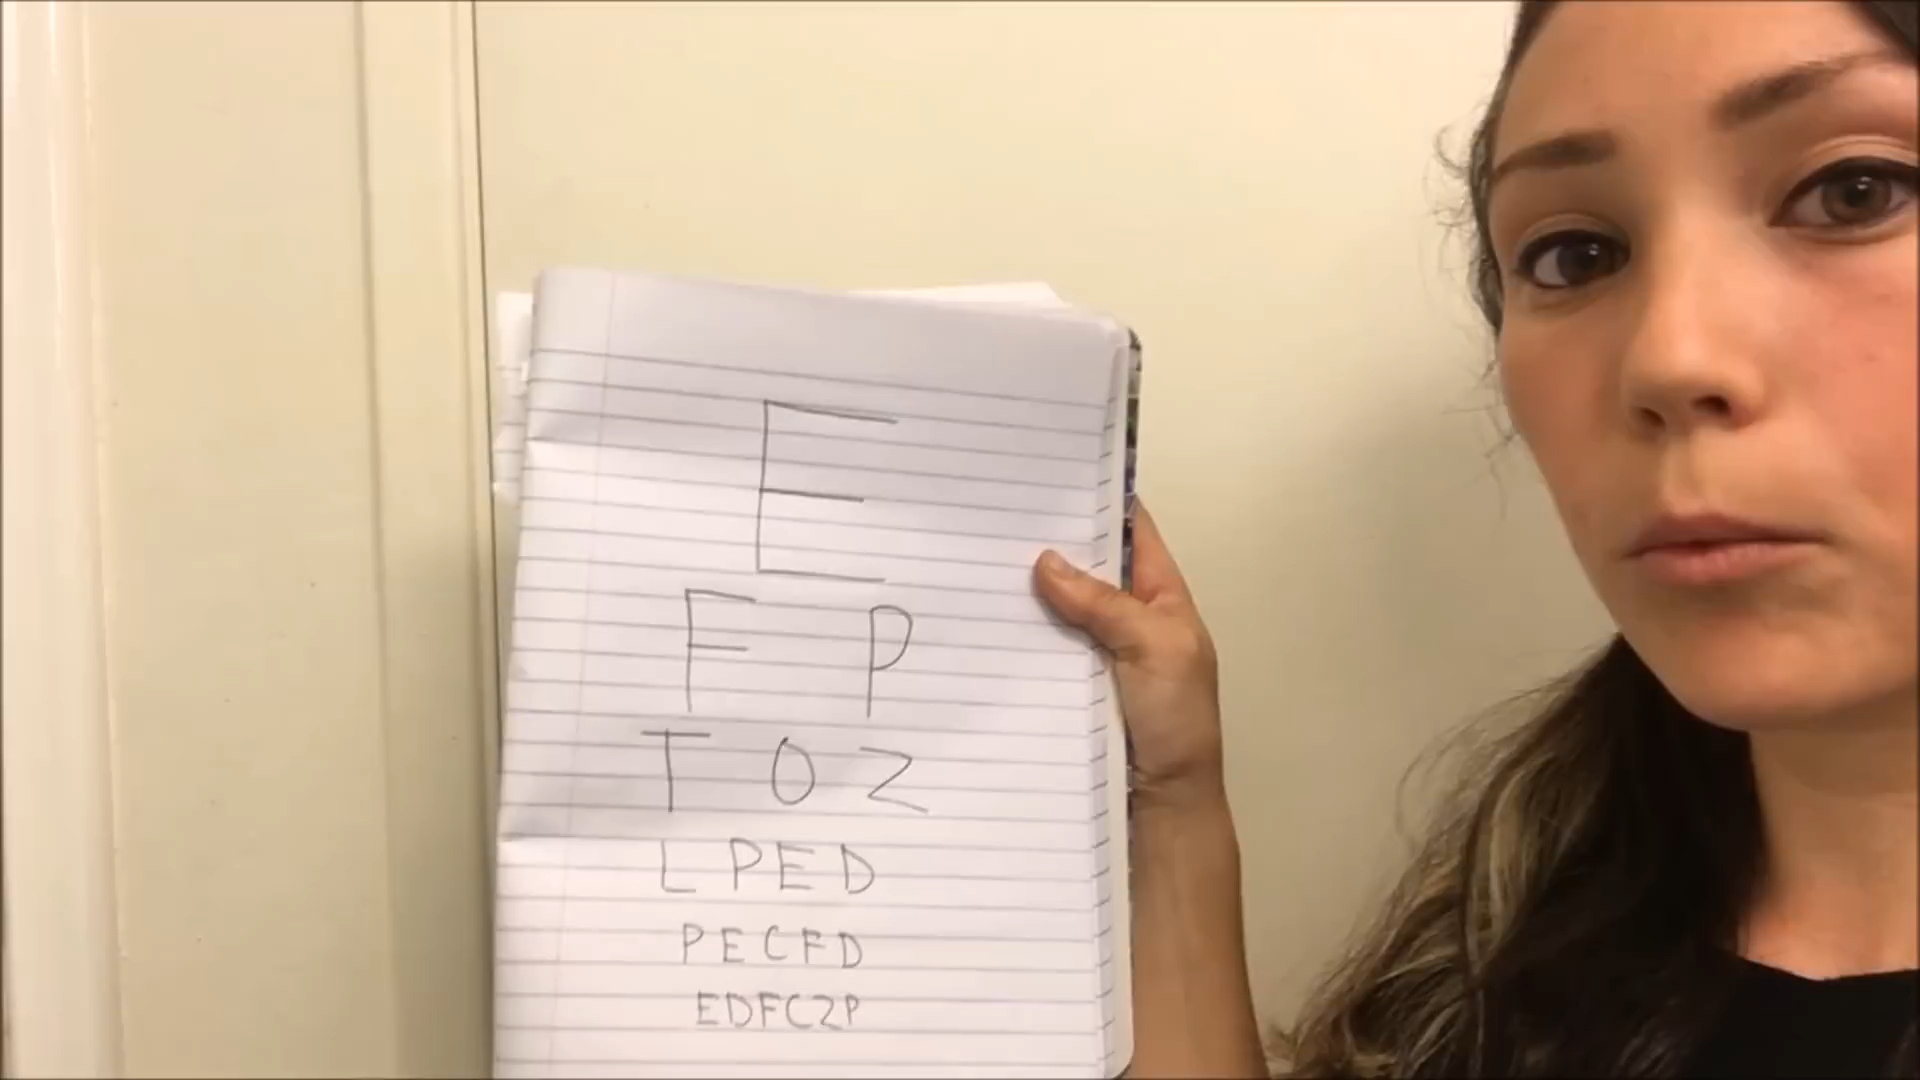 E
F P
T O Z
L P E D
P E C F D
E D F C Z P